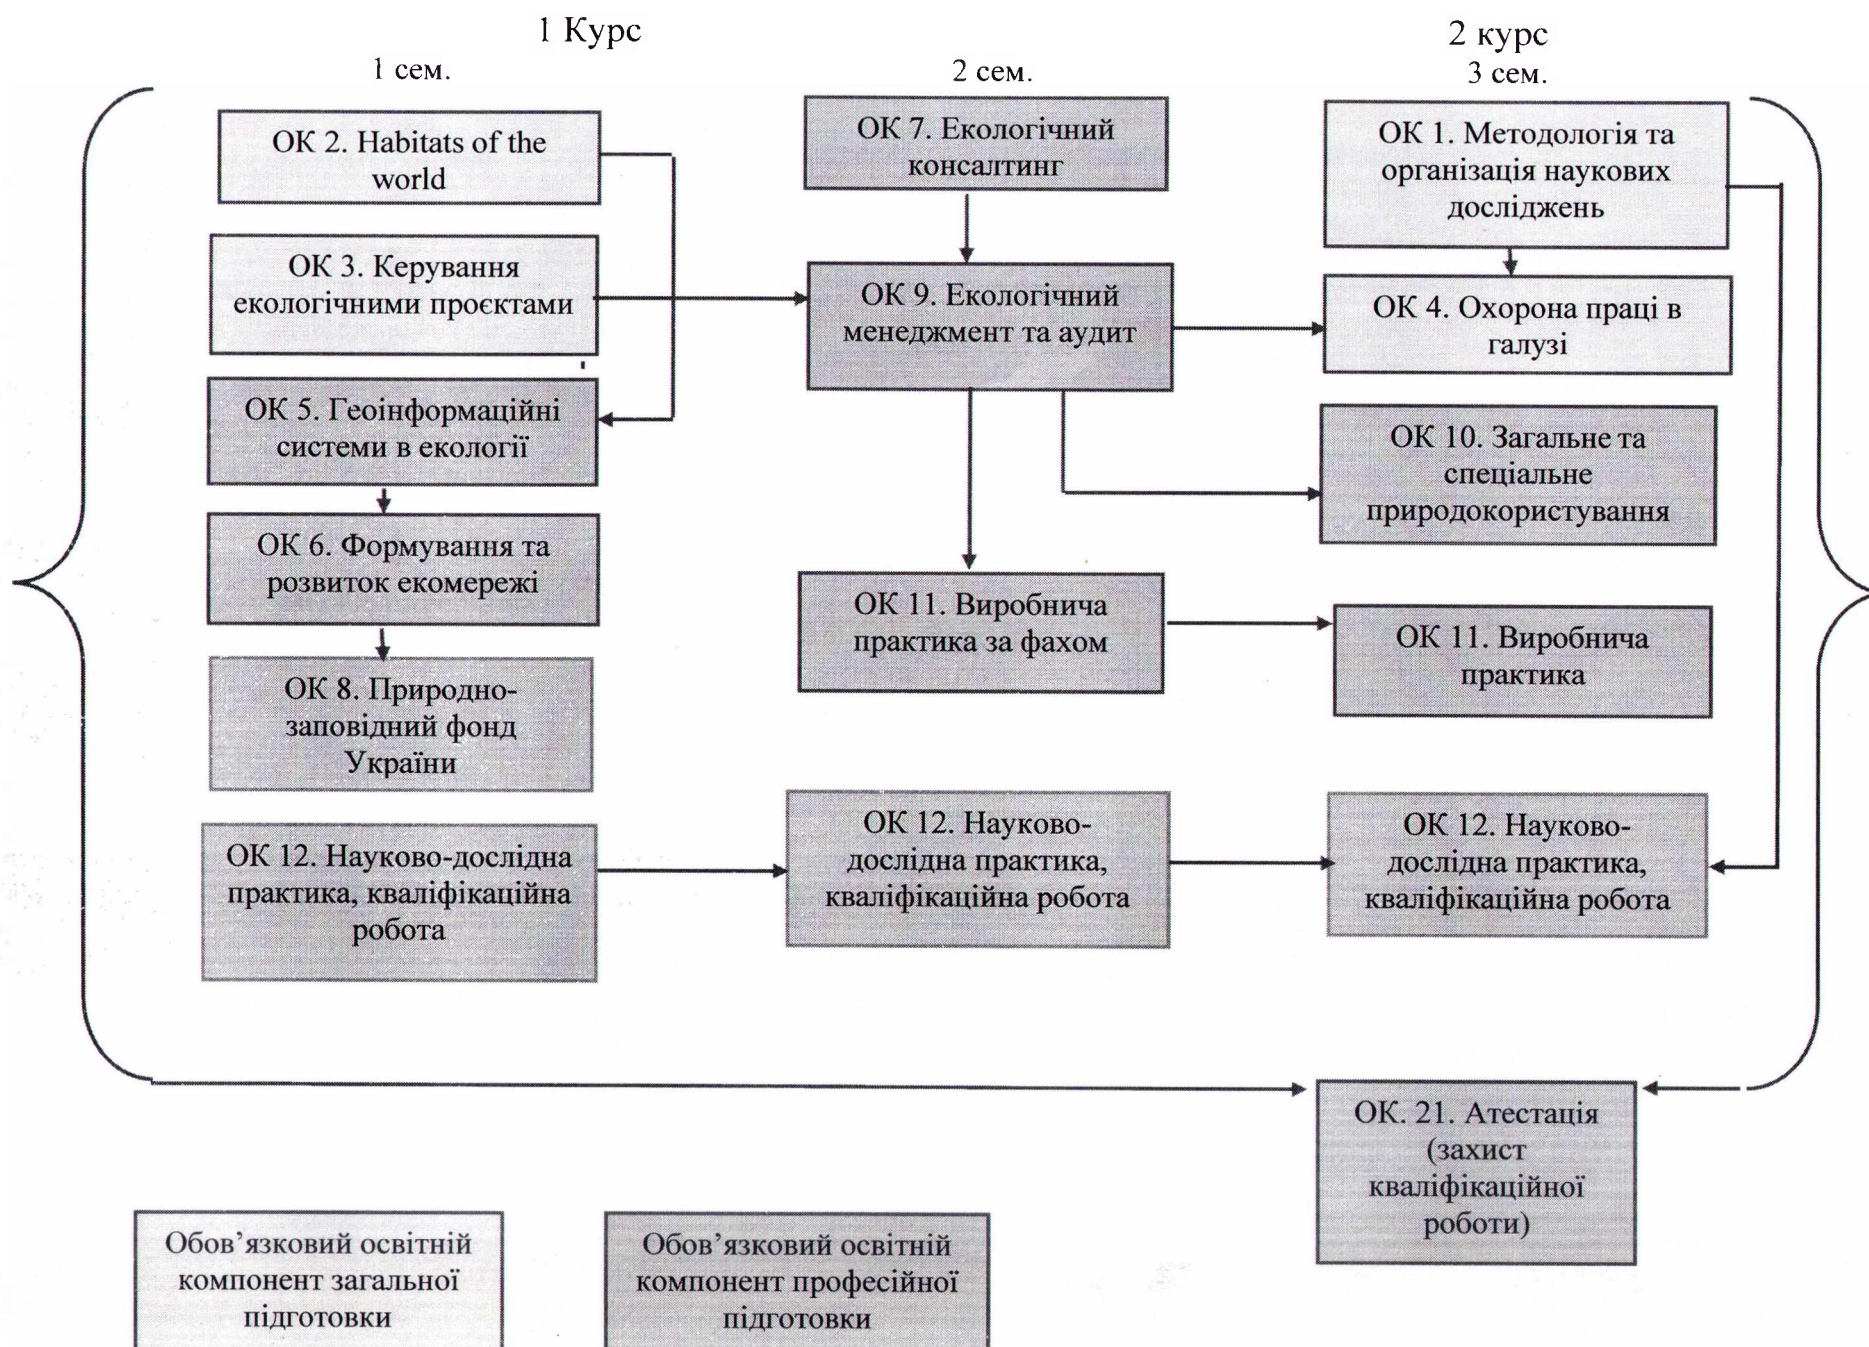 1 Курс
2 курс
1 сем.
2 сем.
3 сем.
ОК 2. Habitats of the
world
ОК 3. Керування
екологічними проєктами
ОК 5. Геоінформаційні
системи в екології
ОК 6. Формування та
розвиток екомережі
ОК 8. Природно-
заповідний фонд
України
ОК 12. Науково-дослідна
практика, кваліфікаційна
робота
ОК 7. Екологічний
консалтинг
ОК 9. Екологічний
менеджмент та аудит
ОК 11. Виробнича
практика за фахом
ОК 12. Науково-
дослідна практика,
кваліфікаційна робота
ОК 1. Методологія та
організація наукових
досліджень
ОК 4. Охорона праці в
галузі
ОК 10. Загальне та
спеціальне
природокористування
ОК 11. Виробнича
практика
ОК 12. Науково-
дослідна практика,
кваліфікаційна робота
ОК. 21. Атестація
(захист
кваліфікаційної
роботи)
Обов’язковий освітній
компонент загальної
підготовки
Обов’язковий освітній
компонент професійної
підготовки